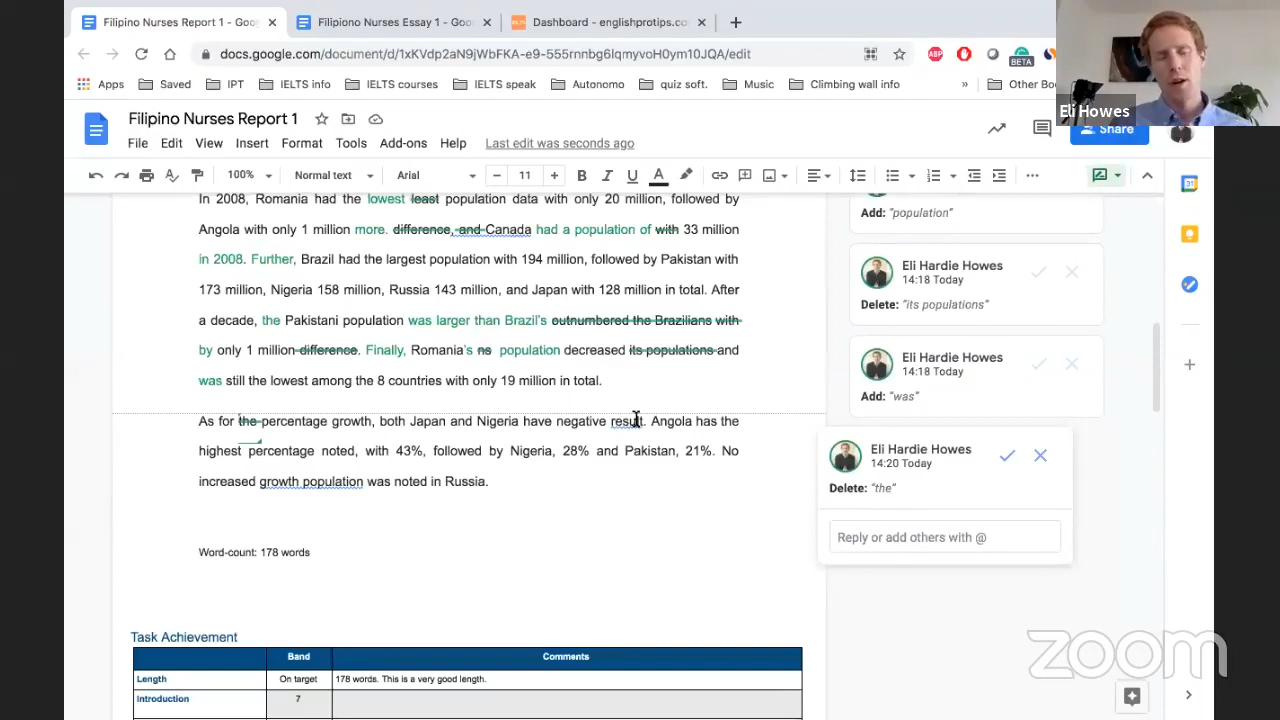 Filipino Nurses Report 1 - Goo
Filipiono Nurses Essay 1 - Goo
Dashboard - englishprotips.co
docs.google.com/document/d/1xKVdp2aN9jWbFKA-e9-555rnnbg6lqmyvoH0ym10JQA/edit
ABP
BETA
Apps
Saved
IPT
IELTS info
IELTS courses
IELTS speak
Autonomo
quiz soft.
Music
Climbing wall info
»
Other Boo
Eli Howes
Filipino Nurses Report 1
Share
File Edit View Insert Format Tools Add-ons Help Last edit was seconds ago
100% Normal text Arial 11 B I U A
In 2008, Romania had the lowest least population data with only 20 million, followed by
Angola with only 1 million more. difference, and Canada had a population of with 33 million
in 2008. Further, Brazil had the largest population with 194 million, followed by Pakistan with
173 million, Nigeria 158 million, Russia 143 million, and Japan with 128 million in total. After
a decade, the Pakistani population was larger than Brazil's outnumbered the Brazilians with
by only 1 million difference. Finally, Romania's ns population decreased its populations and
was still the lowest among the 8 countries with only 19 million in total.
As for the percentage growth, both Japan and Nigeria have negative result. Angola has the
highest percentage noted, with 43%, followed by Nigeria, 28% and Pakistan, 21%. No
increased growth population was noted in Russia.
Word-count: 178 words
Task Achievement
Band Comments
Length On target 178 words. This is a very good length.
Introduction 7
Add: "population"
Eli Hardie Howes
14:18 Today
Delete: "its populations"
Eli Hardie Howes
14:18 Today
Add: "was"
Eli Hardie Howes
14:20 Today
Delete: "the"
Reply or add others with @
31
zoom